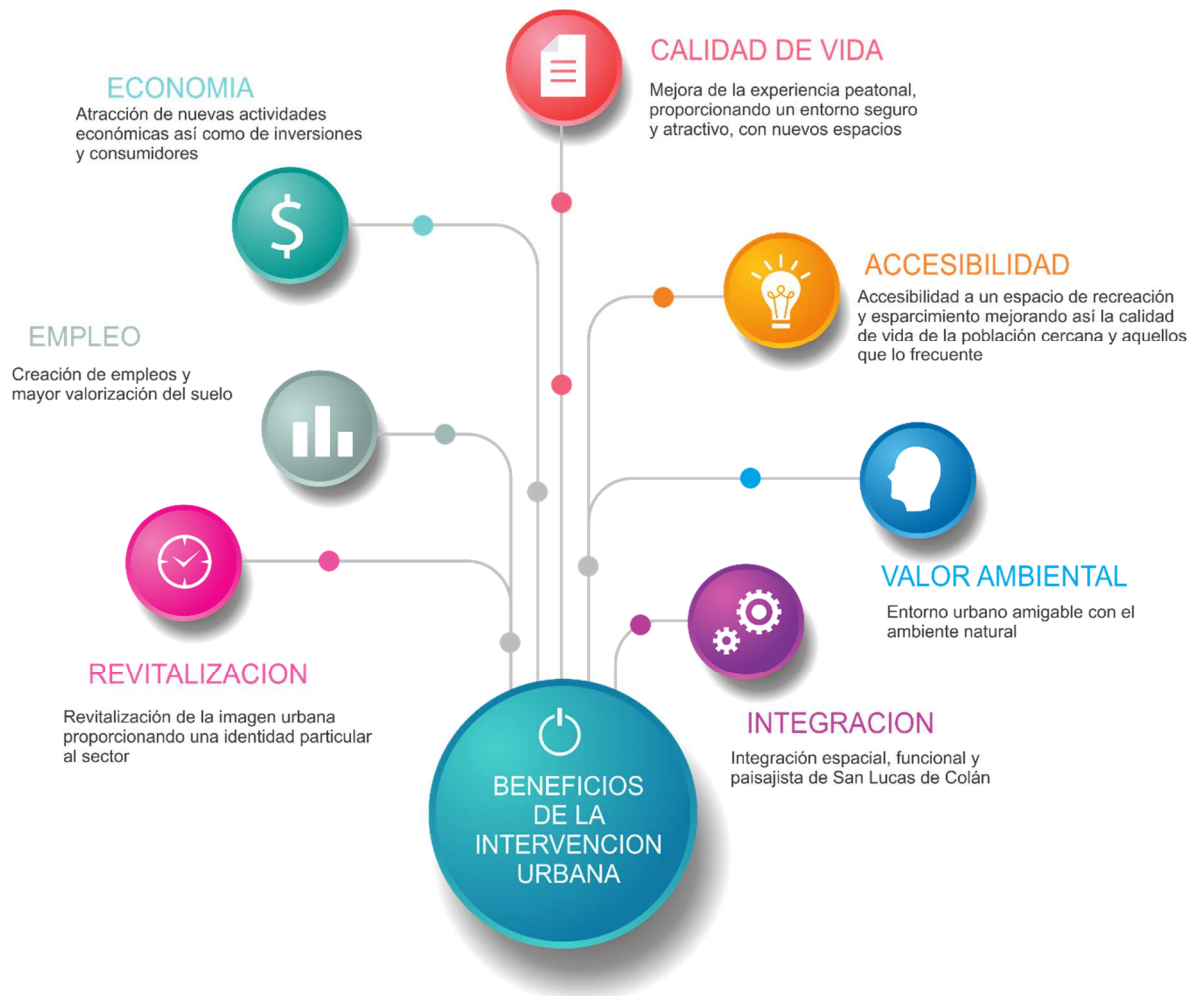 CALIDAD DE VIDA
Mejora de la experiencia peatonal,
proporcionando un entorno seguro
y atractivo, con nuevos espacios
ECONOMIA
Atracción de nuevas actividades
económicas así como de inversiones
y consumidores
$
ACCESIBILIDAD
Accesibilidad a un espacio de recreación
y esparcimiento mejorando así la calidad
de vida de la población cercana y aquellos
que lo frecuente
EMPLEO
Creación de empleos y
mayor valorización del suelo
VALOR AMBIENTAL
Entorno urbano amigable con el
ambiente natural
REVITALIZACION
Revitalización de la imagen urbana
proporcionando una identidad particular
al sector
INTEGRACION
Integración espacial, funcional y
paisajista de San Lucas de Colán
BENEFICIOS
DE LA
INTERVENCION
URBANA